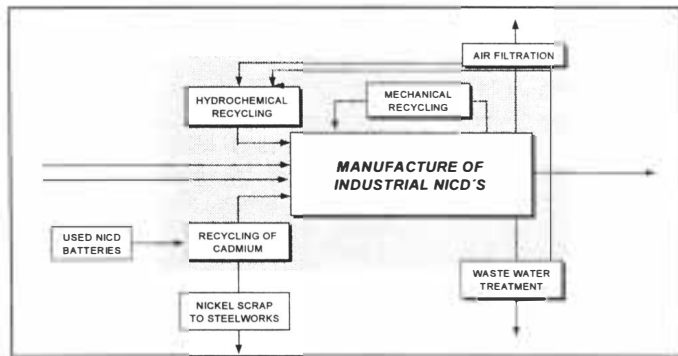 AIR FILTRATION
HYDROCHEMICAL
RECYCLING
MECHANICAL
RECYCLING
MANUFACTURE OF
INDUSTRIAL NICD´S
USED NICD
BATTERIES
RECYCLING OF
CADMIUM
WASTE WATER
TREATMENT
NICKEL SCRAP
TO STEELWORKS